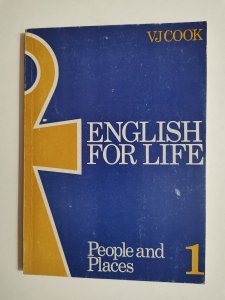 VJ COOK
ENGLISH
FOR LIFE
People and
Places
1